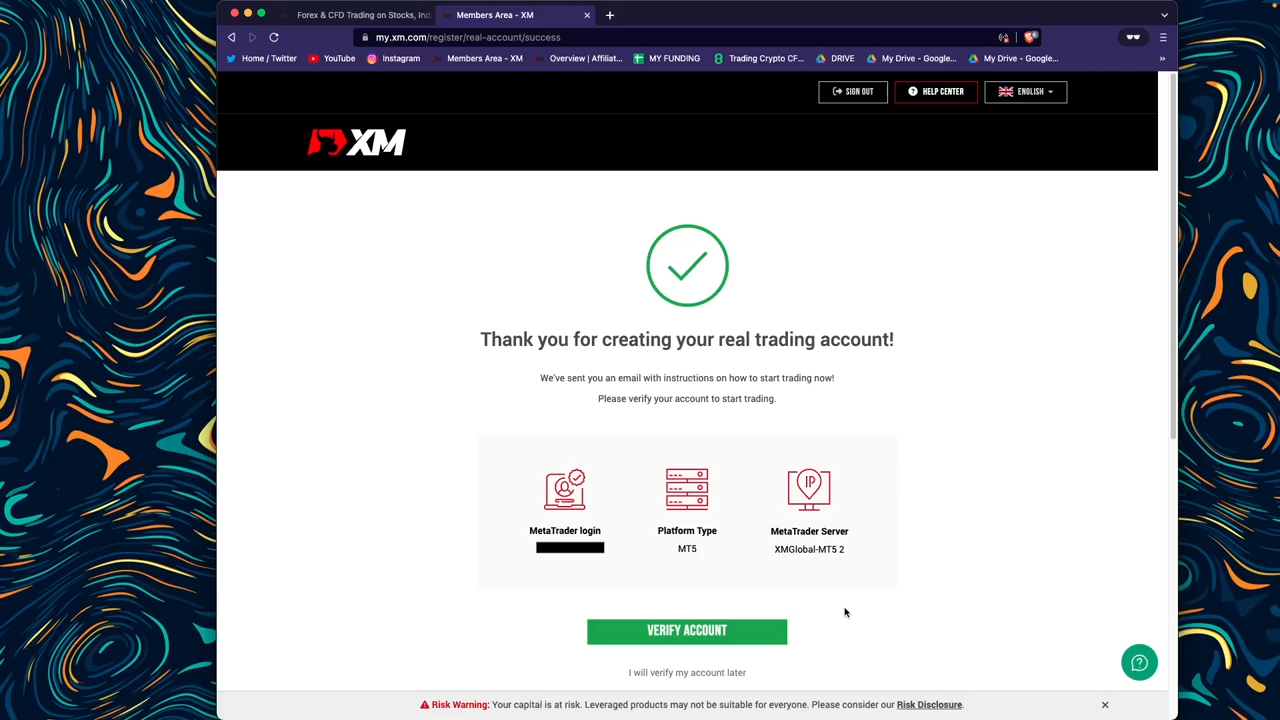 Forex & CFD Trading on Stocks, Ind
Members Area - XM
my.xm.com/register/real-account/success
Home / Twitter
YouTube
Instagram
Members Area - XM
Overview | Affiliat...
MY FUNDING
Trading Crypto CF...
DRIVE
My Drive - Google...
My Drive - Google...
SIGN OUT
HELP CENTER
ENGLISH
XM
Thank you for creating your real trading account!
We've sent you an email with instructions on how to start trading now!
Please verify your account to start trading.
IP
MetaTrader login
Platform Type
MetaTrader Server
MT5
XMGlobal-MT5 2
VERIFY ACCOUNT
I will verify my account later
Risk Warning: Your capital is at risk. Leveraged products may not be suitable for everyone. Please consider our Risk Disclosure.